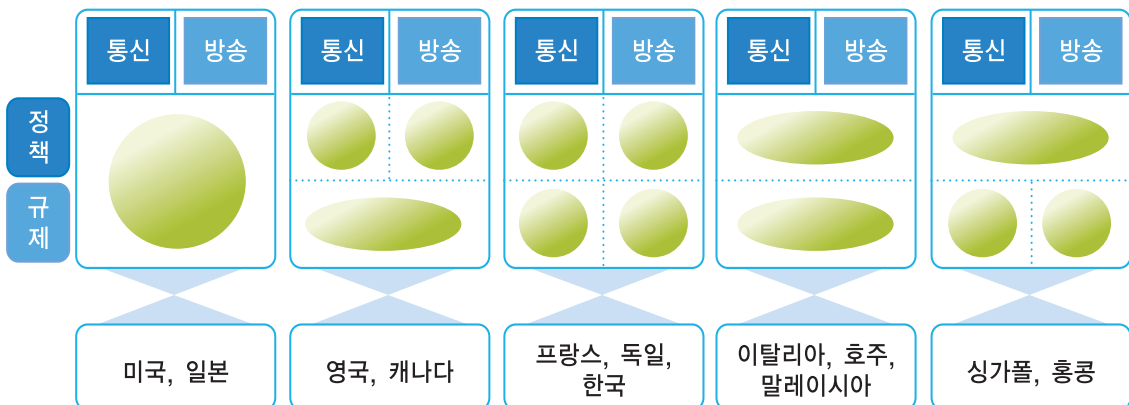 통신 방송 통신 방송 통신 방송 통신 방송 통신 방송
정책
규제
미국, 일본
영국, 캐나다
프랑스, 독일,
한국
이탈리아, 호주,
말레이시아
싱가폴, 홍콩